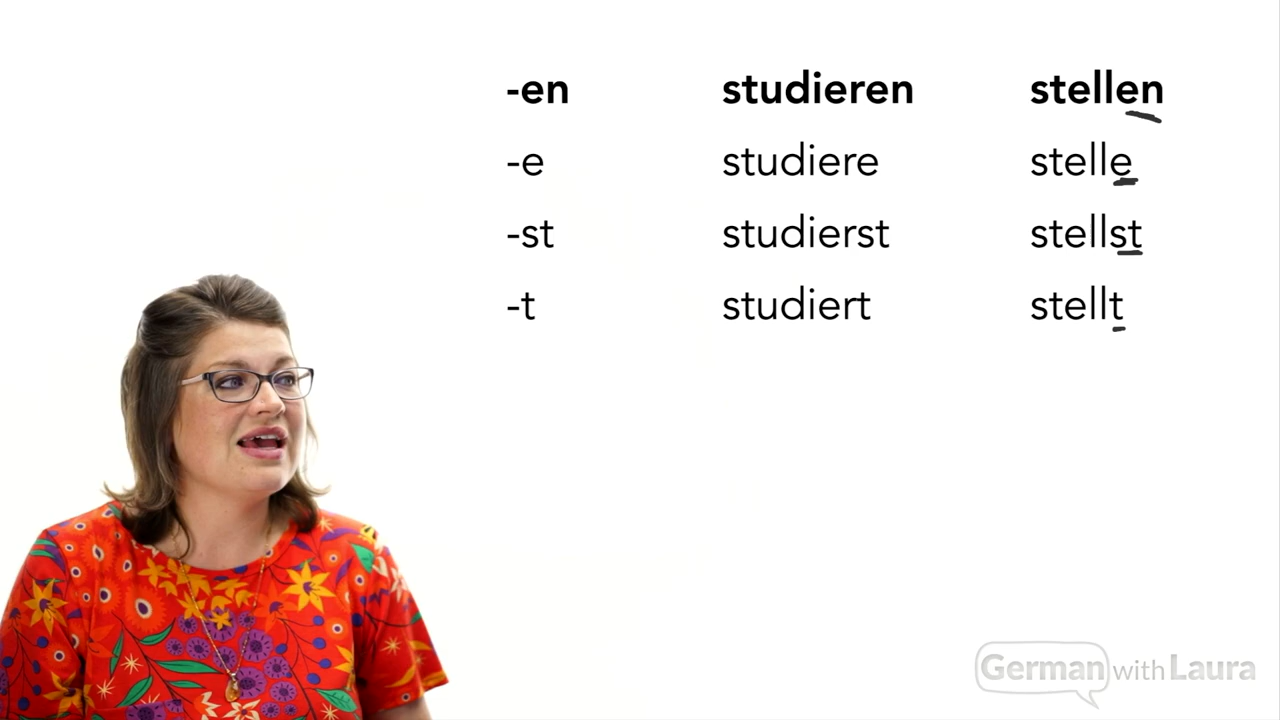 -en studieren stellen
-e studiere stelle
-st studierst stellst
-t studiert stellt
German with Laura